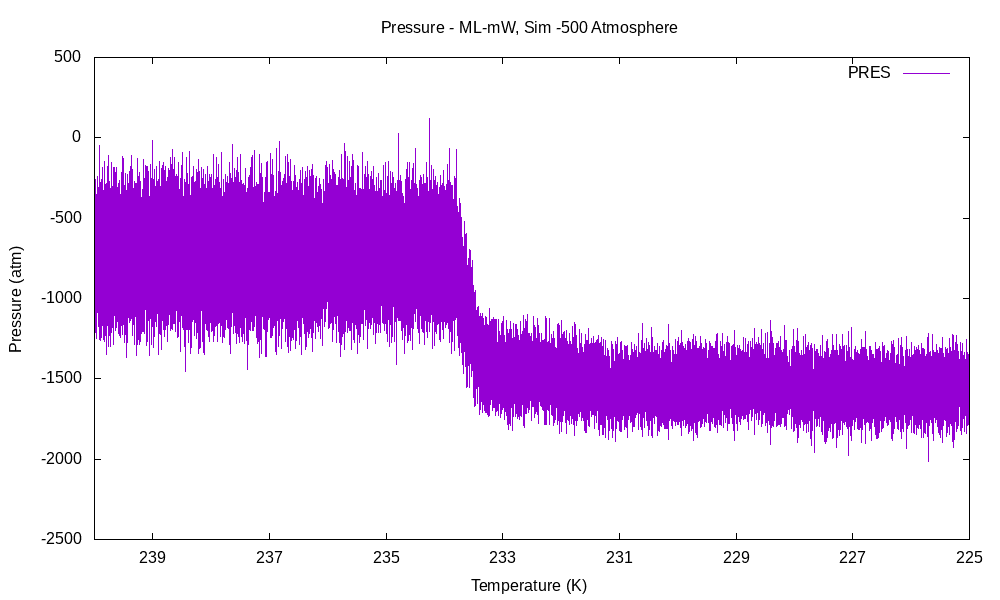 Pressure - ML-mW, Sim -500 Atmosphere
PRES
500
0
-500
-1000
-1500
-2000
-2500
Pressure (atm)
239 237 235 233 231 229 227 225
Temperature (K)